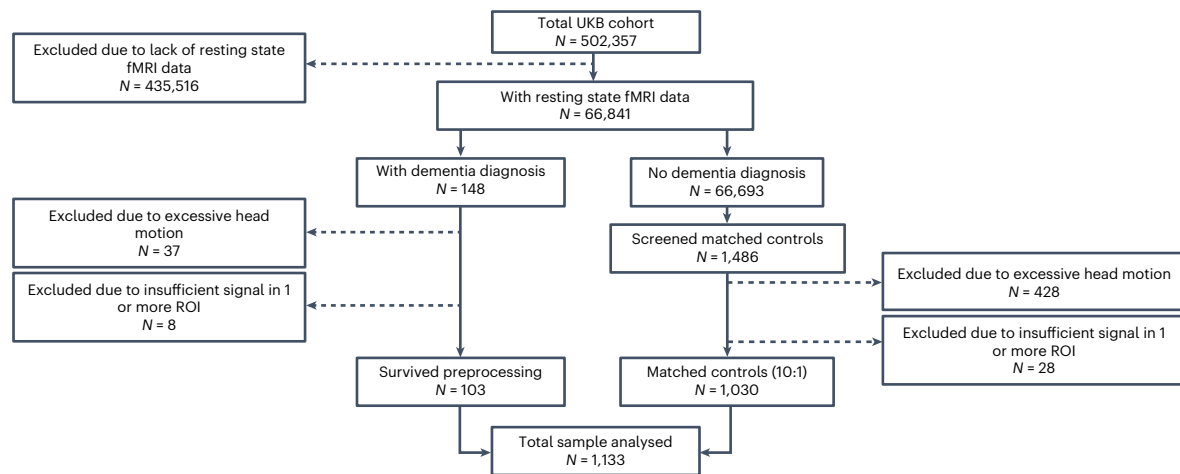 Total UKB cohort
N = 502,357
Excluded due to lack of resting state
fMRI data
N = 435,516
With resting state fMRI data
N = 66,841
With dementia diagnosis
N = 148
No dementia diagnosis
N = 66,693
Excluded due to excessive head
motion
N = 37
Screened matched controls
N = 1,486
Excluded due to excessive head motion
N = 428
Excluded due to insufficient signal in 1
or more ROI
N = 8
Excluded due to insufficient signal in 1
or more ROI
N = 28
Survived preprocessing
N = 103
Matched controls (10:1)
N = 1,030
Total sample analysed
N = 1,133